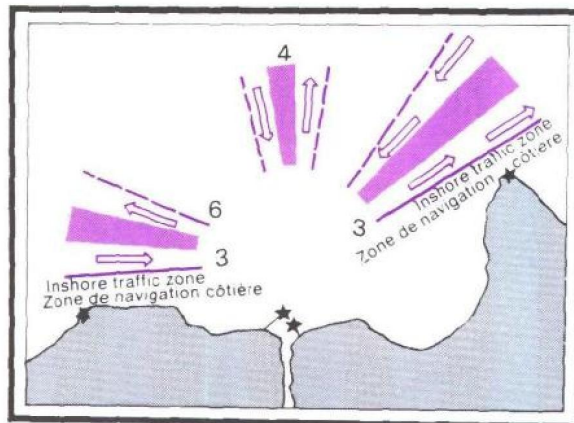 4
6
3
Inshore traffic zone
Zone de navigation côtière
3
Inshore traffic zone
Zone de navigation côtière